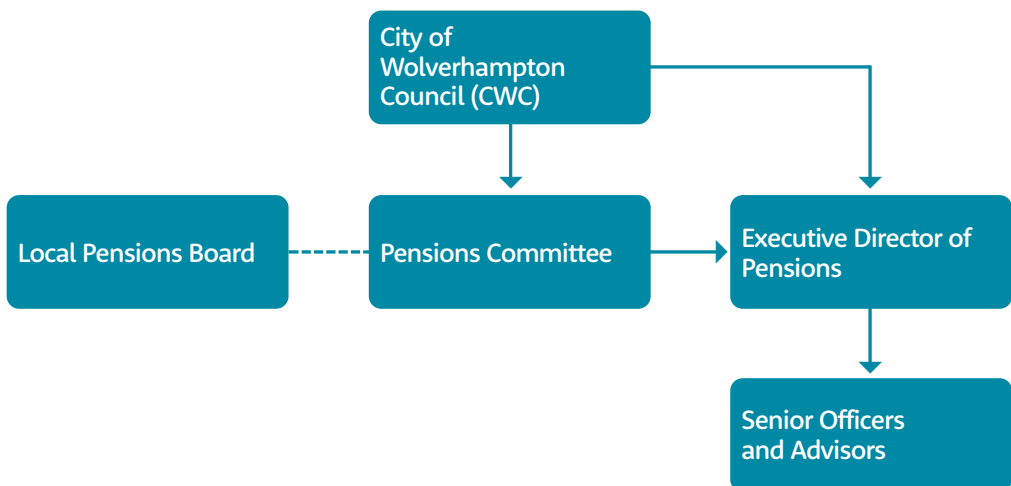 City of
Wolverhampton
Council (CWC)
Local Pensions Board
Pensions Committee
Executive Director of
Pensions
Senior Officers
and Advisors